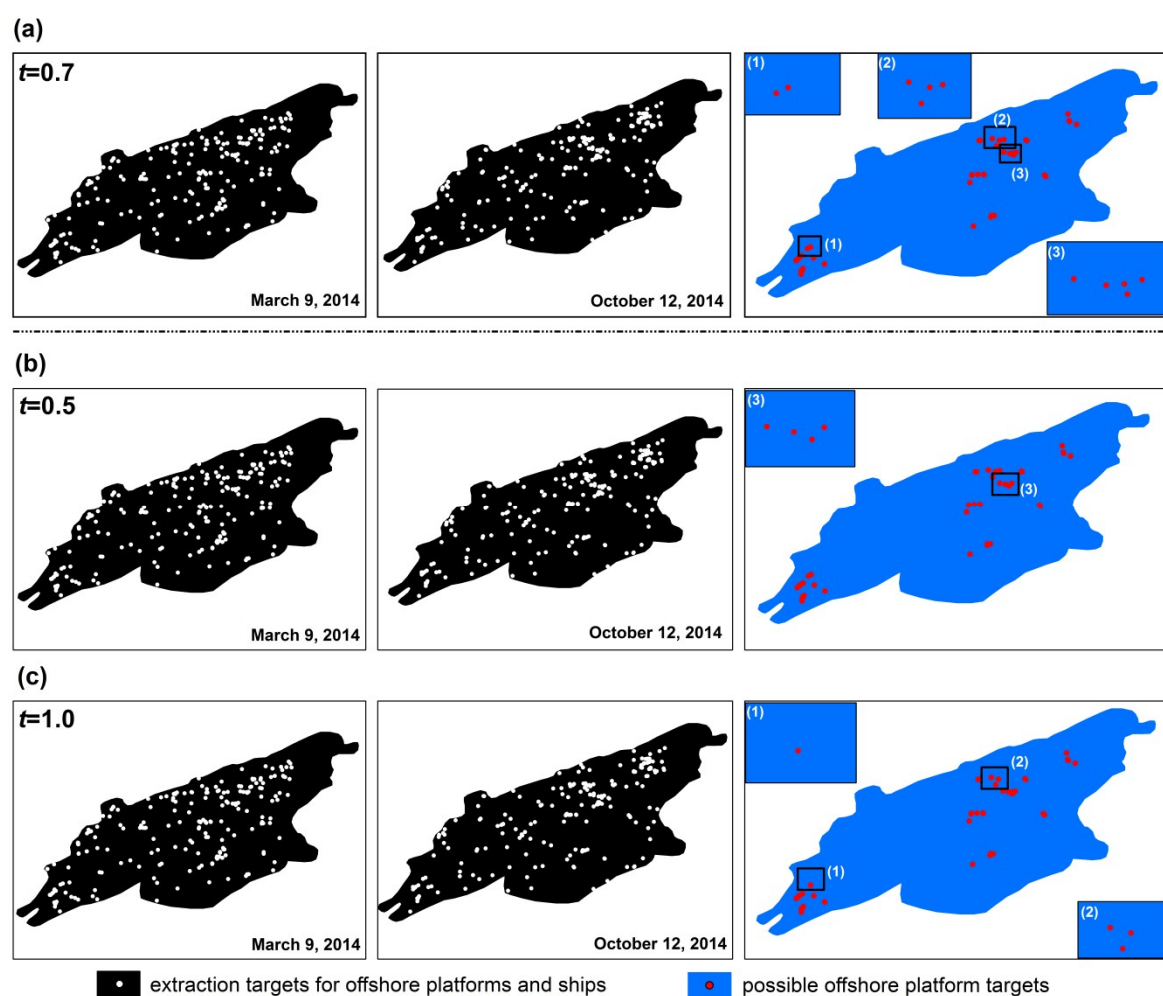 (a)
t=0.7
March 9, 2014
October 12, 2014
(1)
(2)
(2)
(3)
(1)
(3)
(b)
t=0.5
March 9, 2014
October 12, 2014
(3)
(3)
(c)
t=1.0
March 9, 2014
October 12, 2014
(1)
(2)
(1)
(2)
extraction targets for offshore platforms and ships
possible offshore platform targets